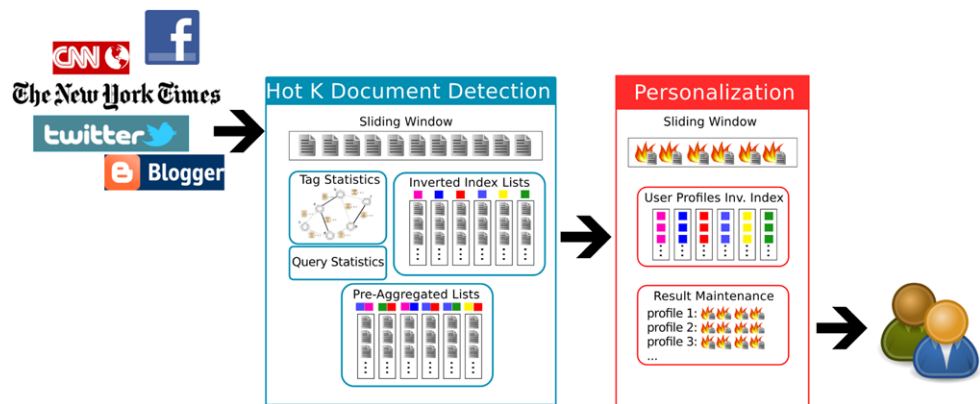 f
CNN
The New York Times
twitter
Blogger
Hot K Document Detection
Sliding Window
Tag Statistics
Inverted Index Lists
Query Statistics
Pre-Aggregated Lists
Personalization
Sliding Window
User Profiles Inv. Index
Result Maintenance
profile 1:
profile 2:
profile 3:
...